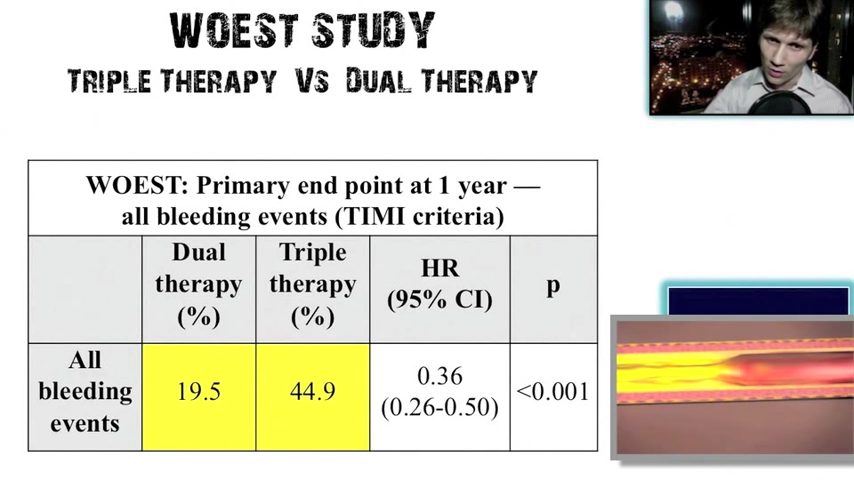 WOEST STUDY
TRIPLE THERAPY VS DUAL THERAPY
WOEST: Primary end point at 1 year —
all bleeding events (TIMI criteria)
Dual therapy (%)
Triple therapy (%)
HR (95% CI)
p
All bleeding events
19.5
44.9
0.36 (0.26-0.50)
<0.001